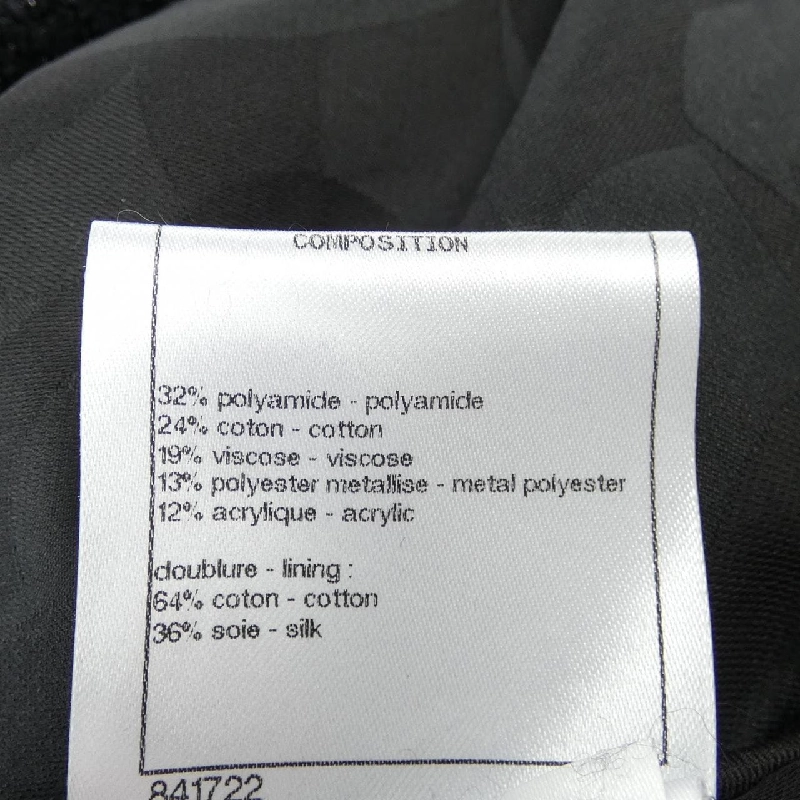 COMPOSITION
32% polyamide - polyamide
24% coton - cotton
19% viscose - viscose
13% polyester metallise - metal polyester
12% acrylique - acrylic
doublure - lining :
64% coton - cotton
36% soie - silk
841722